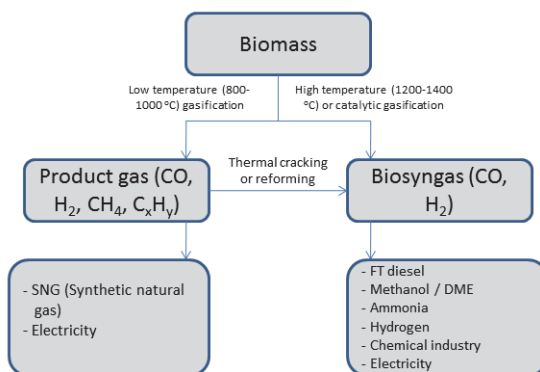 Biomass
Low temperature (800-
1000 °C) gasification
High temperature (1200-1400
°C) or catalytic gasification
Product gas (CO,
H₂, CH₄, CₓHᵧ)
Thermal cracking
or reforming
Biosyngas (CO,
H₂)
- SNG (Synthetic natural
gas)
- Electricity
- FT diesel
- Methanol / DME
- Ammonia
- Hydrogen
- Chemical industry
- Electricity